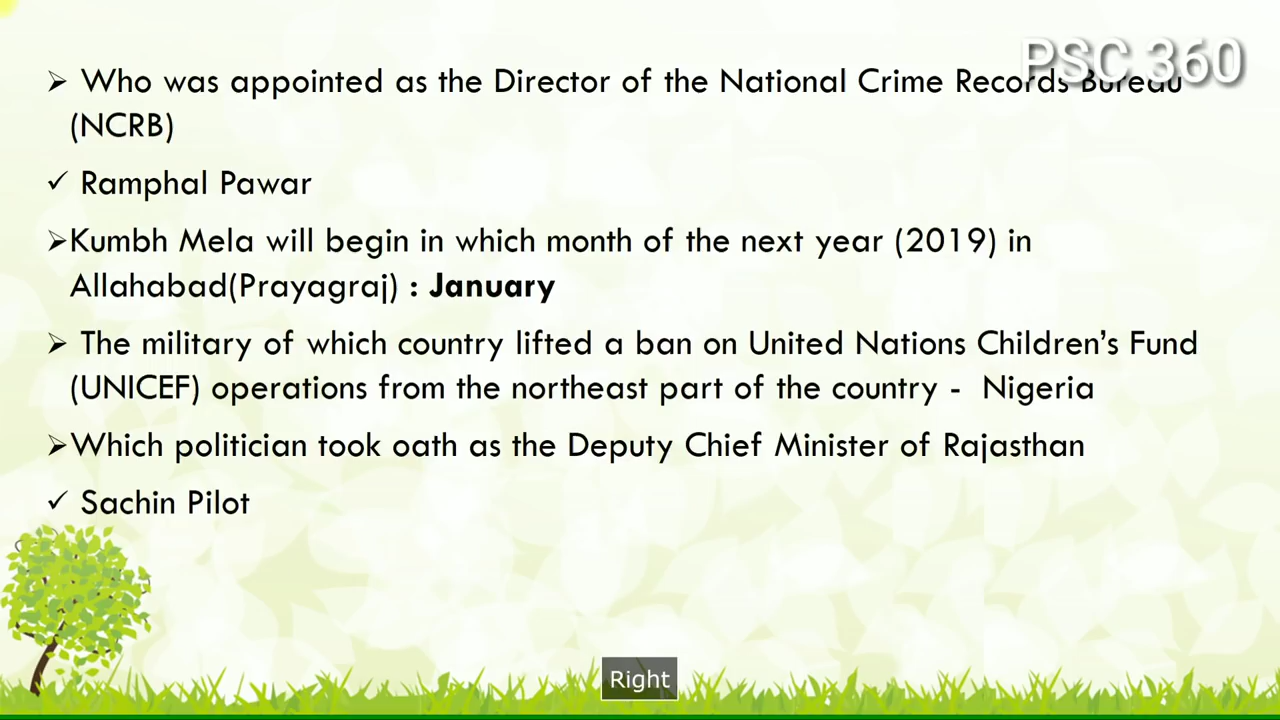 PSC 360
➢ Who was appointed as the Director of the National Crime Records Bureau
(NCRB)
✓ Ramphal Pawar
➢Kumbh Mela will begin in which month of the next year (2019) in
Allahabad(Prayagraj) : January
➢ The military of which country lifted a ban on United Nations Children’s Fund
(UNICEF) operations from the northeast part of the country - Nigeria
➢Which politician took oath as the Deputy Chief Minister of Rajasthan
✓ Sachin Pilot
Right